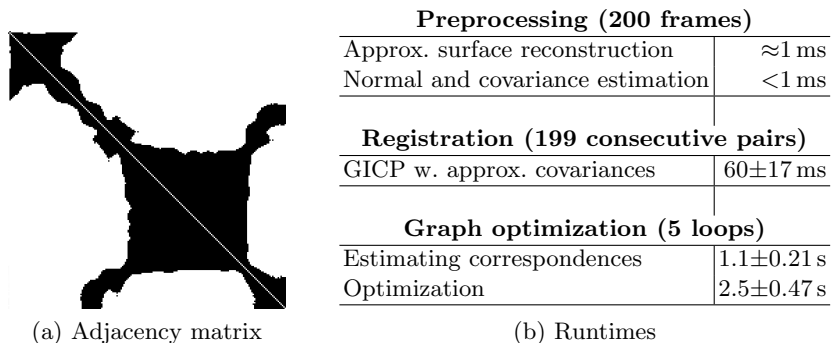 Preprocessing (200 frames)
Approx. surface reconstruction ≈1 ms
Normal and covariance estimation <1 ms
Registration (199 consecutive pairs)
GICP w. approx. covariances 60±17 ms
Graph optimization (5 loops)
Estimating correspondences 1.1±0.21 s
Optimization 2.5±0.47 s
(a) Adjacency matrix
(b) Runtimes